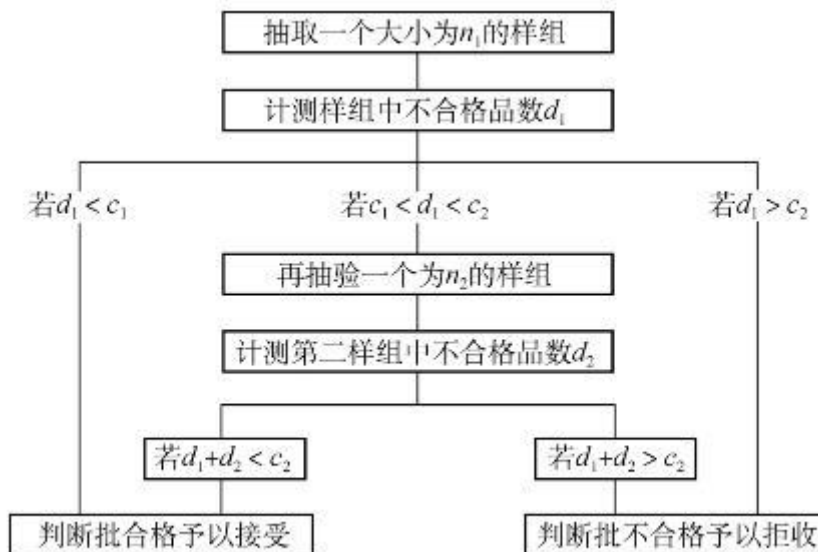 抽取一个大小为n₁的样组
计测样组中不合格品数d₁
若d₁ < c₁
若c₁ < d₁ < c₂
若d₁ > c₂
再抽验一个为n₂的样组
计测第二样组中不合格品数d₂
若d₁+d₂ < c₂
若d₁+d₂ > c₂
判断批合格予以接受
判断批不合格予以拒收